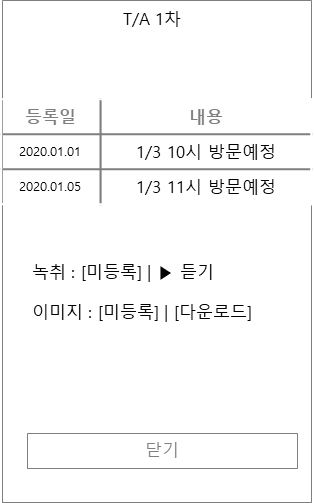 T/A 1차
등록일 내용
2020.01.01 1/3 10시 방문예정
2020.01.05 1/3 11시 방문예정
녹취 : [미등록] | ▶ 듣기
이미지 : [미등록] | [다운로드]
닫기